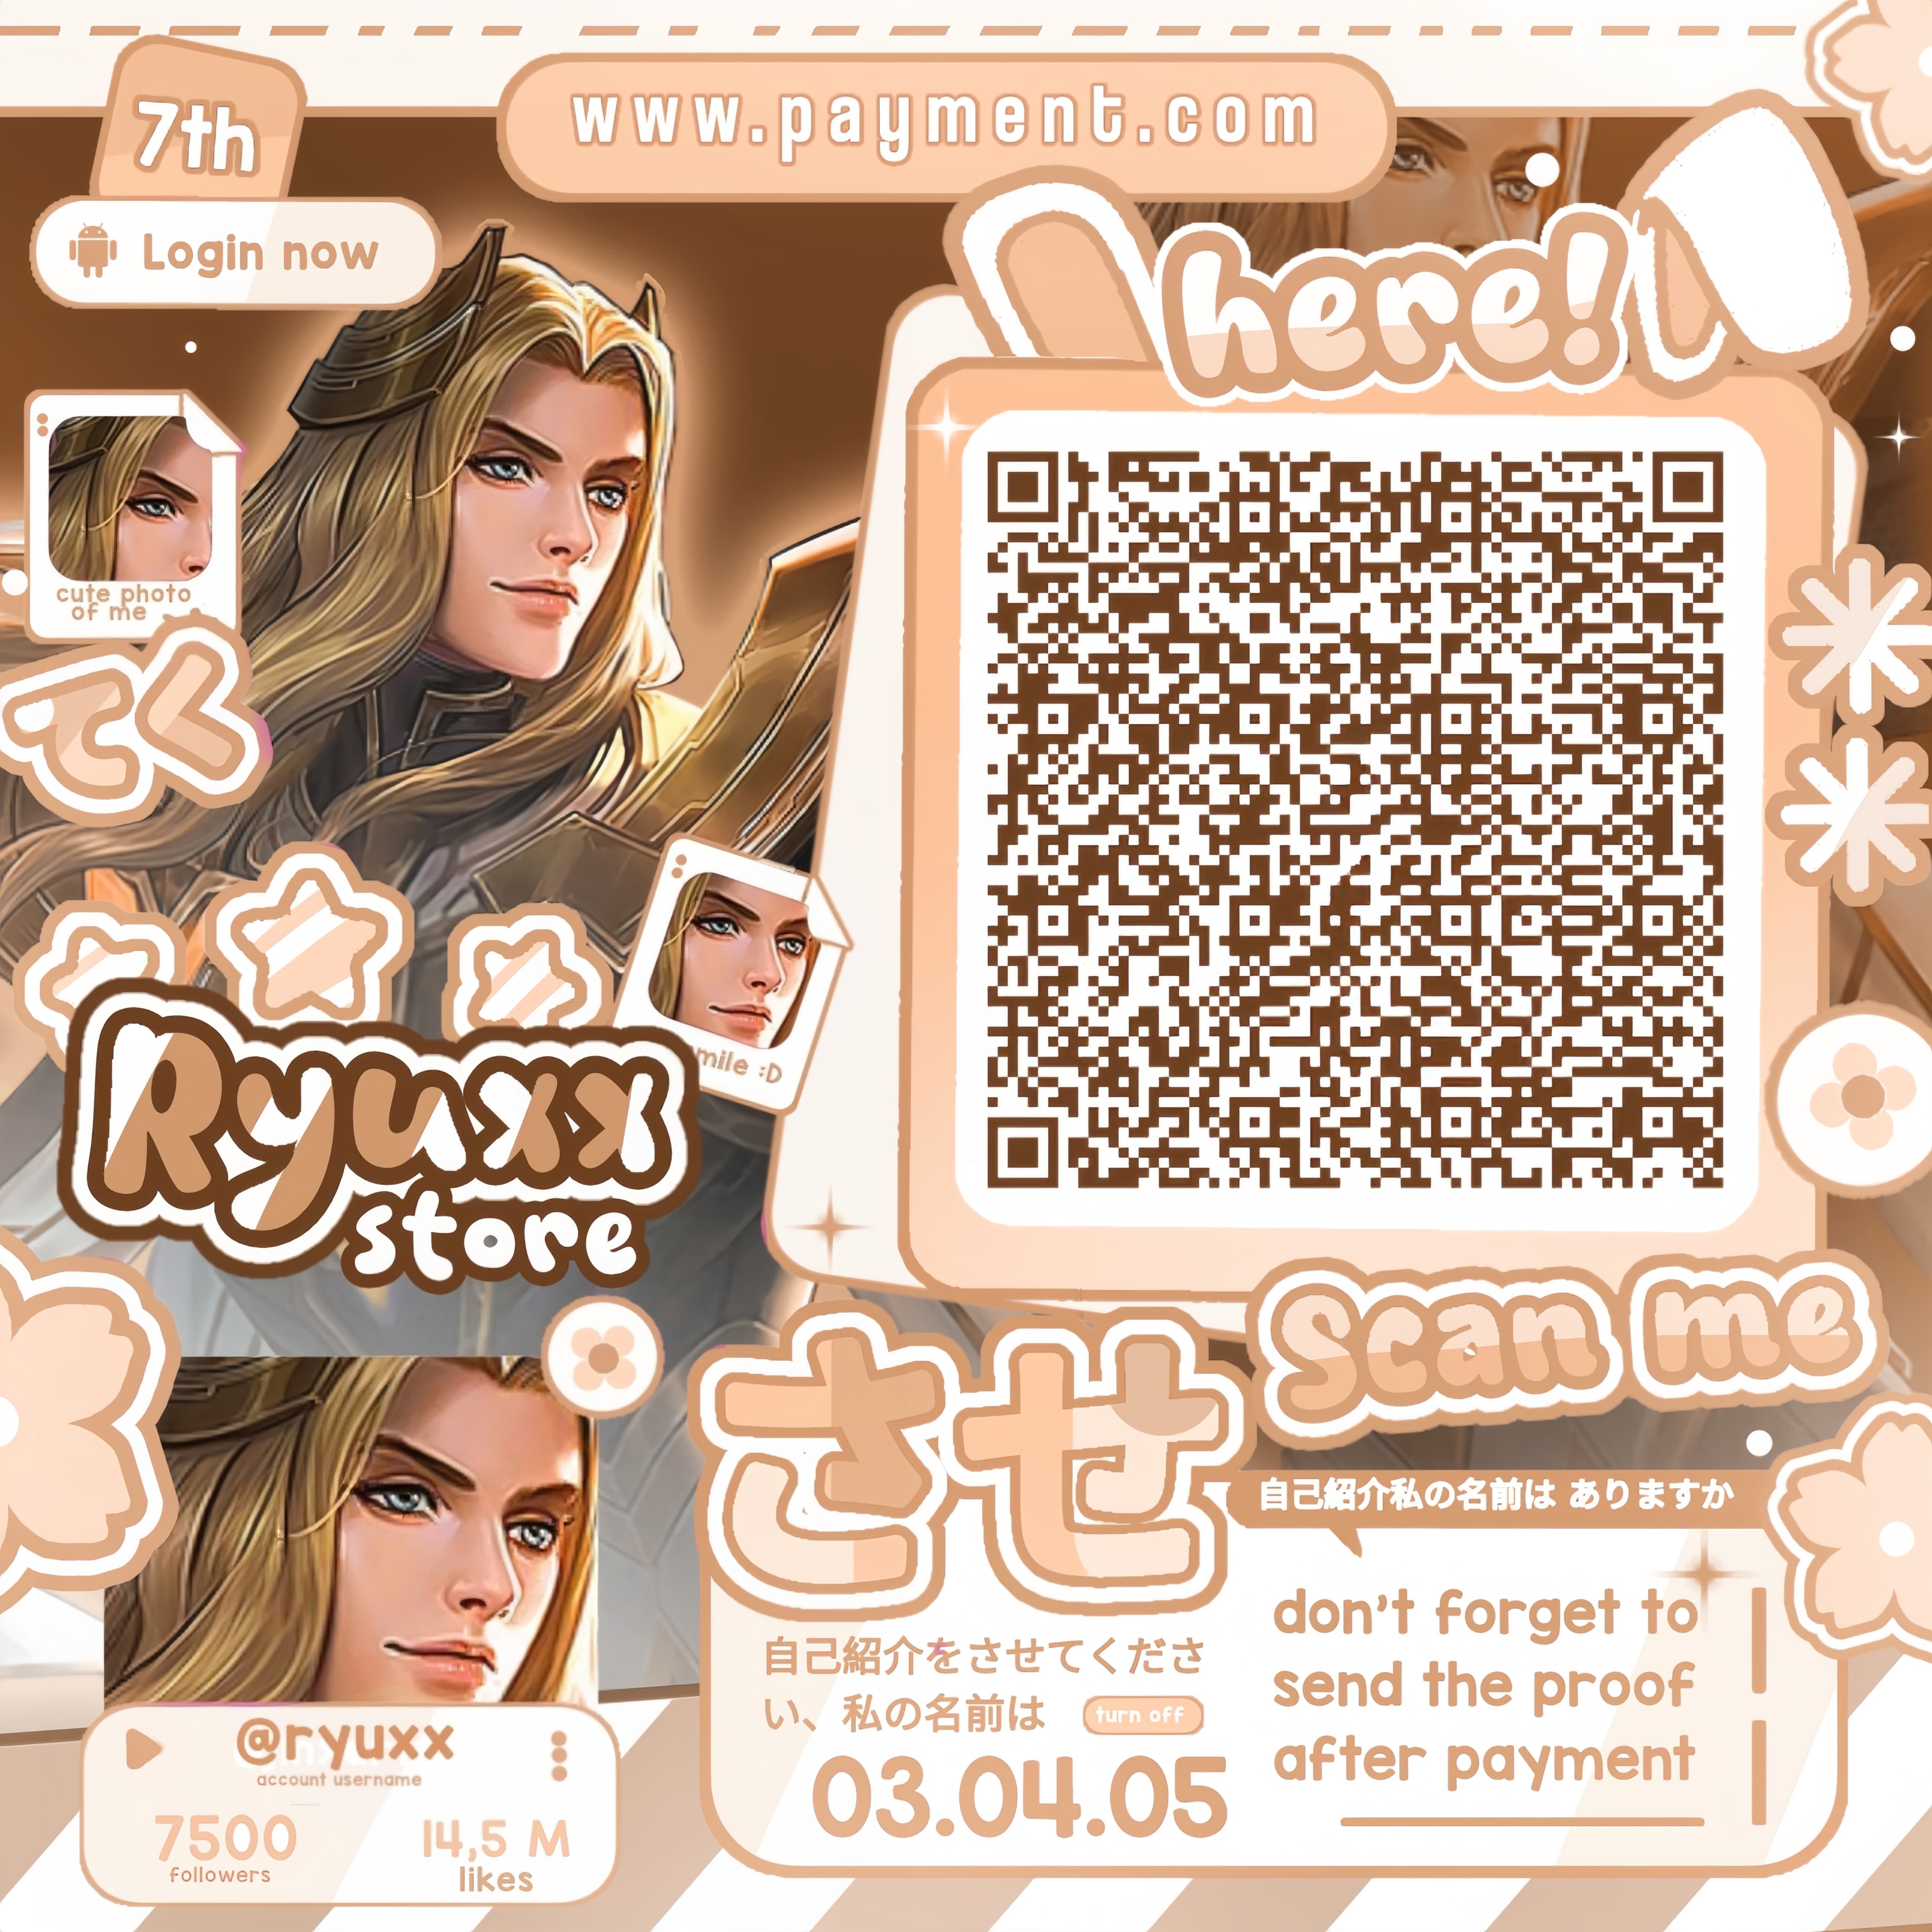 7th
www.payment.com
Login now
here!
cute photo
of me
てく
mile :D
Ryuxx
store
scan me
させ
自己紹介私の名前は ありますか
don't forget to
send the proof
after payment
自己紹介をさせてくださ
い、私の名前は
turn off
03.04.05
@ryuxx
account username
7500
followers
14,5 M
likes